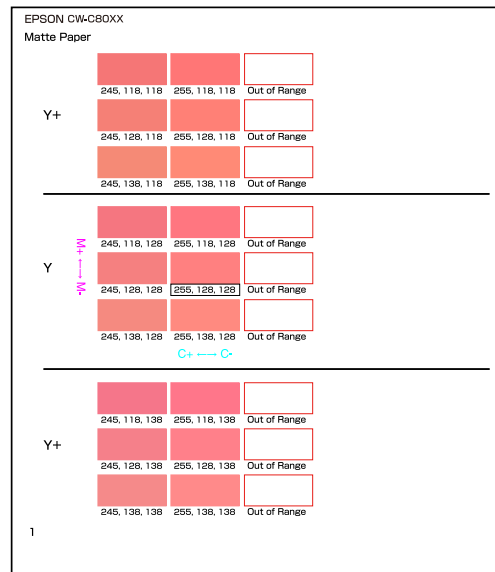 EPSON CW-C80XX
Matte Paper
245, 118, 118 255, 118, 118 Out of Range
Y+
245, 128, 118 255, 128, 118 Out of Range
245, 138, 118 255, 138, 118 Out of Range
245, 118, 128 255, 118, 128 Out of Range
Y
M+ ←→ M-
245, 128, 128 255, 128, 128 Out of Range
245, 138, 128 255, 138, 128 Out of Range
C+ ←→ C-
245, 118, 138 255, 118, 138 Out of Range
Y+
245, 128, 138 255, 128, 138 Out of Range
245, 138, 138 255, 138, 138 Out of Range
1